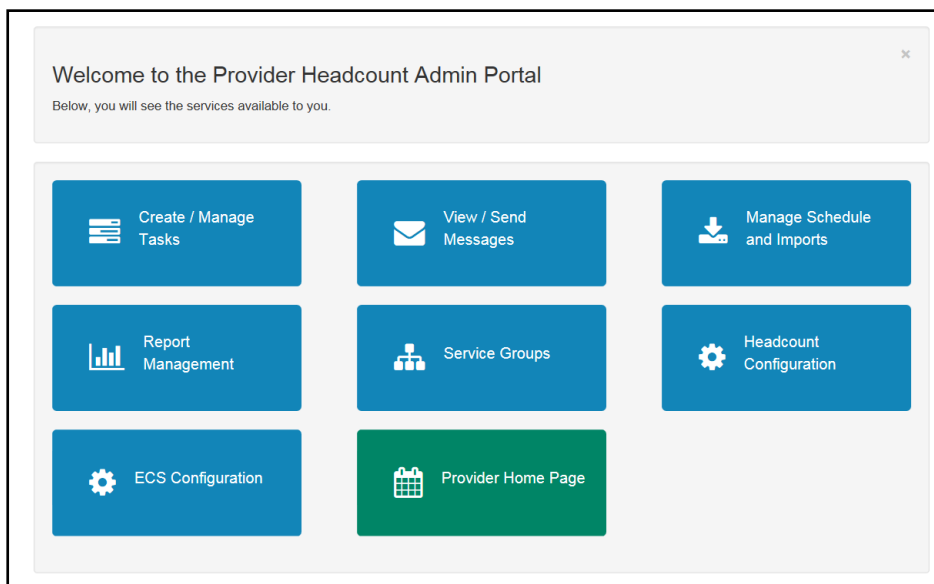 Welcome to the Provider Headcount Admin Portal
×
Below, you will see the services available to you.
Create / Manage
Tasks
View / Send
Messages
Manage Schedule
and Imports
Report
Management
Service Groups
Headcount
Configuration
ECS Configuration
Provider Home Page